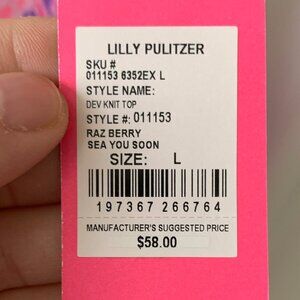 LILLY PULITZER
SKU #
011153 6352EX L
STYLE NAME:
DEV KNIT TOP
STYLE #: 011153
RAZ BERRY
SEA YOU SOON
SIZE: L
197367 266764
MANUFACTURER'S SUGGESTED PRICE
$58.00